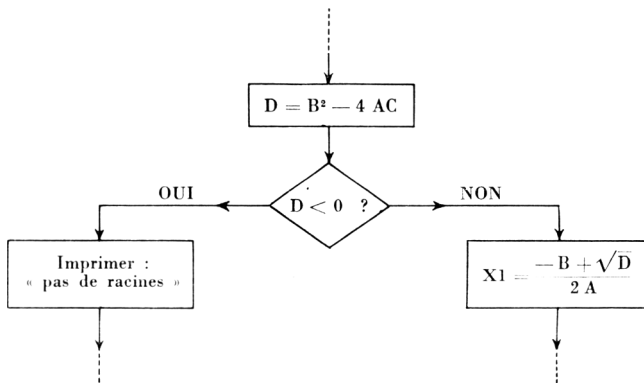 D = B² — 4 AC
OUI
D < 0 ?
NON
Imprimer :
« pas de racines »
X1 = —B + √D / 2 A